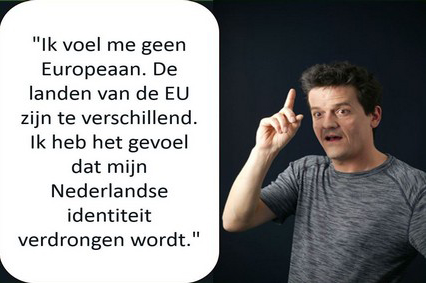 "Ik voel me geen
Europeaan. De
landen van de EU
zijn te verschillend.
Ik heb het gevoel
dat mijn
Nederlandse
identiteit
verdrongen wordt."